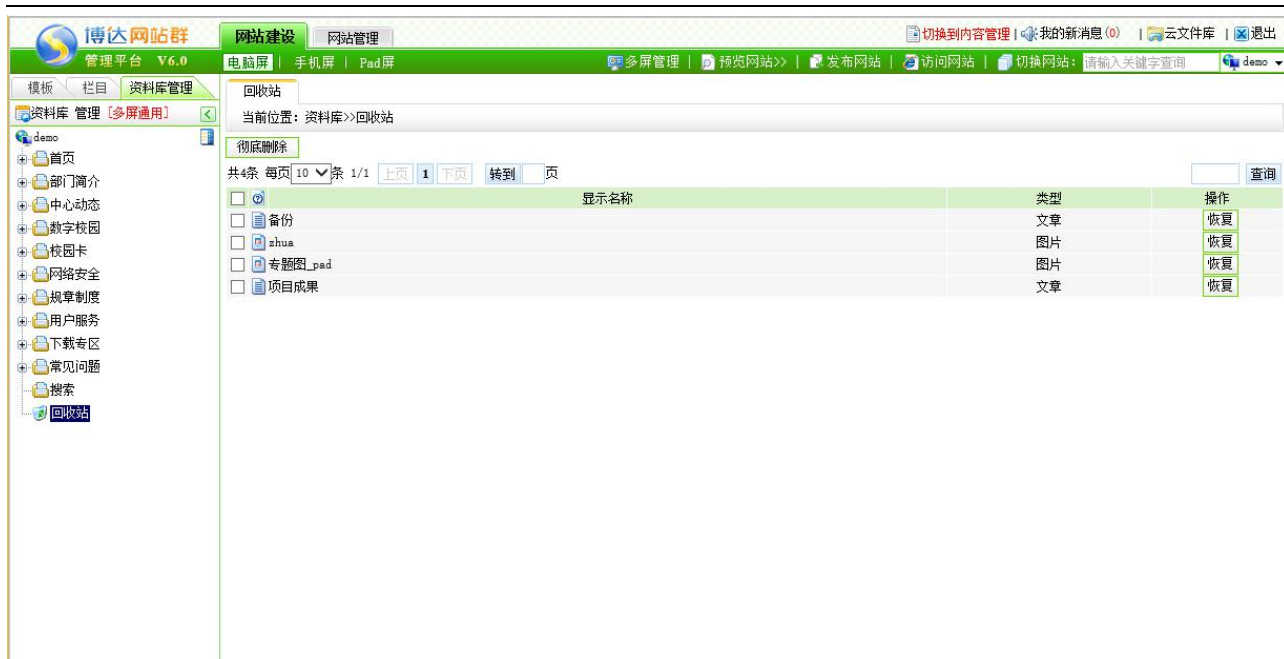 博达网站群
管理平台 V6.0
网站建设 网站管理
切换到内容管理 | 我的新消息(0) | 云文件库 | 退出
电脑屏 | 手机屏 | Pad屏
多屏管理 | 预览网站>> | 发布网站 | 访问网站 | 切换网站: 请输入关键字查询 demo
模板 栏目 资料库管理
资料库 管理 [多屏通用]
demo
首页
部门简介
中心动态
数字校园
校园卡
网络安全
规章制度
用户服务
下载专区
常见问题
搜索
回收站
回收站
当前位置: 资料库>>回收站
彻底删除
共4条 每页 10 条 1/1 上页 1 下页 转到 页 查询
显示名称 类型 操作
备份 文章 恢复
zhua 图片 恢复
专题图_pad 图片 恢复
项目成果 文章 恢复